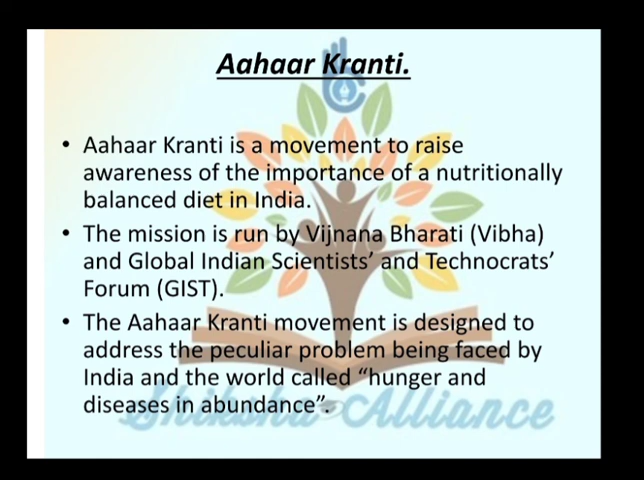 Aahaar Kranti.
• Aahaar Kranti is a movement to raise
awareness of the importance of a nutritionally
balanced diet in India.
• The mission is run by Vijnana Bharati (Vibha)
and Global Indian Scientists’ and Technocrats’
Forum (GIST).
• The Aahaar Kranti movement is designed to
address the peculiar problem being faced by
India and the world called “hunger and
diseases in abundance”.
Shiksha Alliance